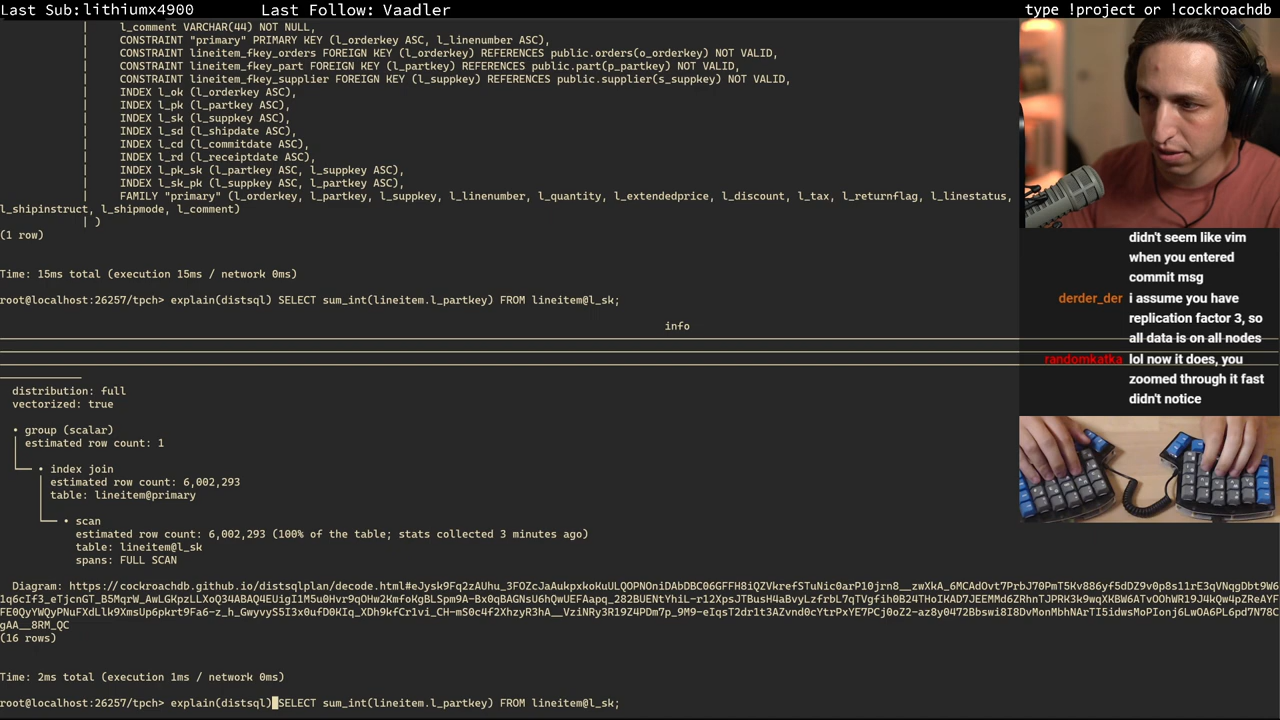 Last Sub:lithiumx4900 Last Follow: Vaadler type !project or !cockroachdb
| l_comment VARCHAR(44) NOT NULL,
| CONSTRAINT "primary" PRIMARY KEY (l_orderkey ASC, l_linenumber ASC),
| CONSTRAINT lineitem_fkey_orders FOREIGN KEY (l_orderkey) REFERENCES public.orders(o_orderkey) NOT VALID,
| CONSTRAINT lineitem_fkey_part FOREIGN KEY (l_partkey) REFERENCES public.part(p_partkey) NOT VALID,
| CONSTRAINT lineitem_fkey_supplier FOREIGN KEY (l_suppkey) REFERENCES public.supplier(s_suppkey) NOT VALID,
| INDEX l_ok (l_orderkey ASC),
| INDEX l_pk (l_partkey ASC),
| INDEX l_sk (l_suppkey ASC),
| INDEX l_sd (l_shipdate ASC),
| INDEX l_cd (l_commitdate ASC),
| INDEX l_rd (l_receiptdate ASC),
| INDEX l_pk_sk (l_partkey ASC, l_suppkey ASC),
| INDEX l_sk_pk (l_suppkey ASC, l_partkey ASC),
| FAMILY "primary" (l_orderkey, l_partkey, l_suppkey, l_linenumber, l_quantity, l_extendedprice, l_discount, l_tax, l_returnflag, l_linestatus,
l_shipinstruct, l_shipmode, l_comment)
| )
(1 row)
Time: 15ms total (execution 15ms / network 0ms)
root@localhost:26257/tpch> explain(distsql) SELECT sum_int(lineitem.l_partkey) FROM lineitem@l_sk;
info
distribution: full
vectorized: true
• group (scalar)
│ estimated row count: 1
└── • index join
│ estimated row count: 6,002,293
│ table: lineitem@primary
└── • scan
estimated row count: 6,002,293 (100% of the table; stats collected 3 minutes ago)
table: lineitem@l_sk
spans: FULL SCAN
Diagram: https://cockroachdb.github.io/distsqlplan/decode.html
(16 rows)
Time: 2ms total (execution 1ms / network 0ms)
root@localhost:26257/tpch> explain(distsql) SELECT sum_int(lineitem.l_partkey) FROM lineitem@l_sk;
didn't seem like vim
when you entered
commit msg
derder_der i assume you have
replication factor 3, so
all data is on all nodes
randomkatka lol now it does, you
zoomed through it fast
didn't notice